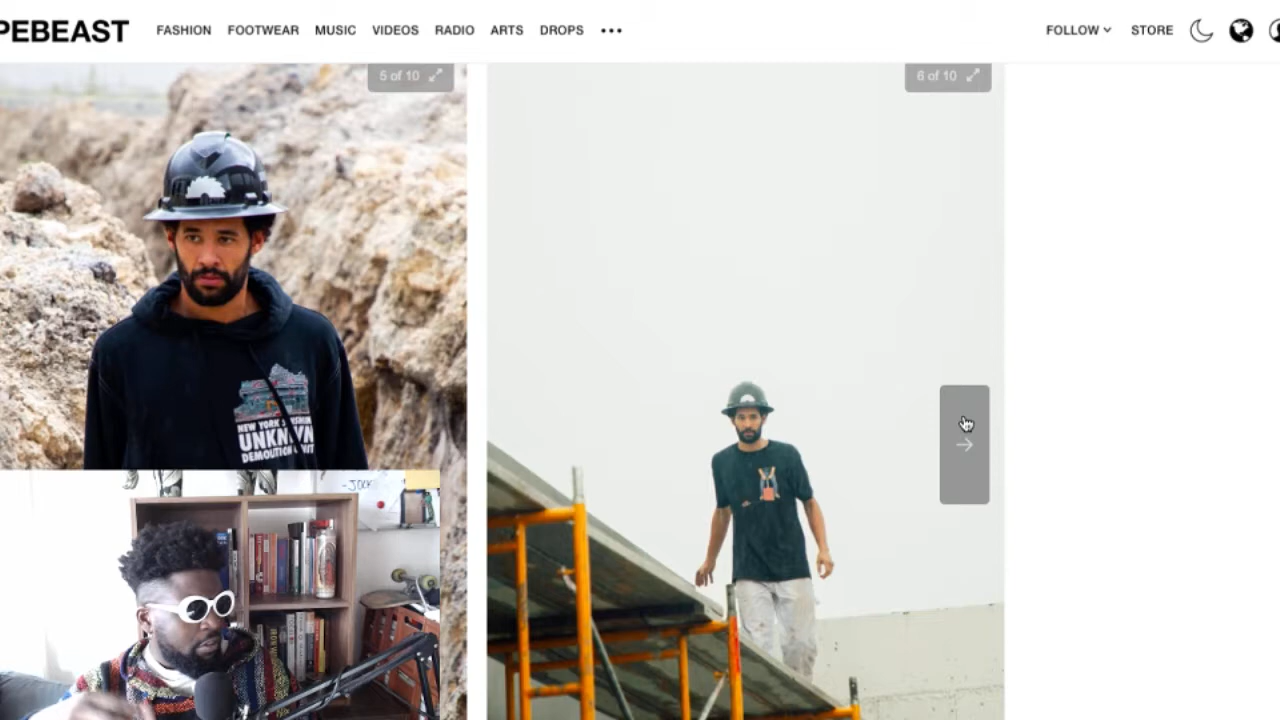 PEBEAST FASHION FOOTWEAR MUSIC VIDEOS RADIO ARTS DROPS ••• FOLLOW STORE
5 of 10
6 of 10
NEW YORK
UNKNWN
DEMOLITION
-JOCK